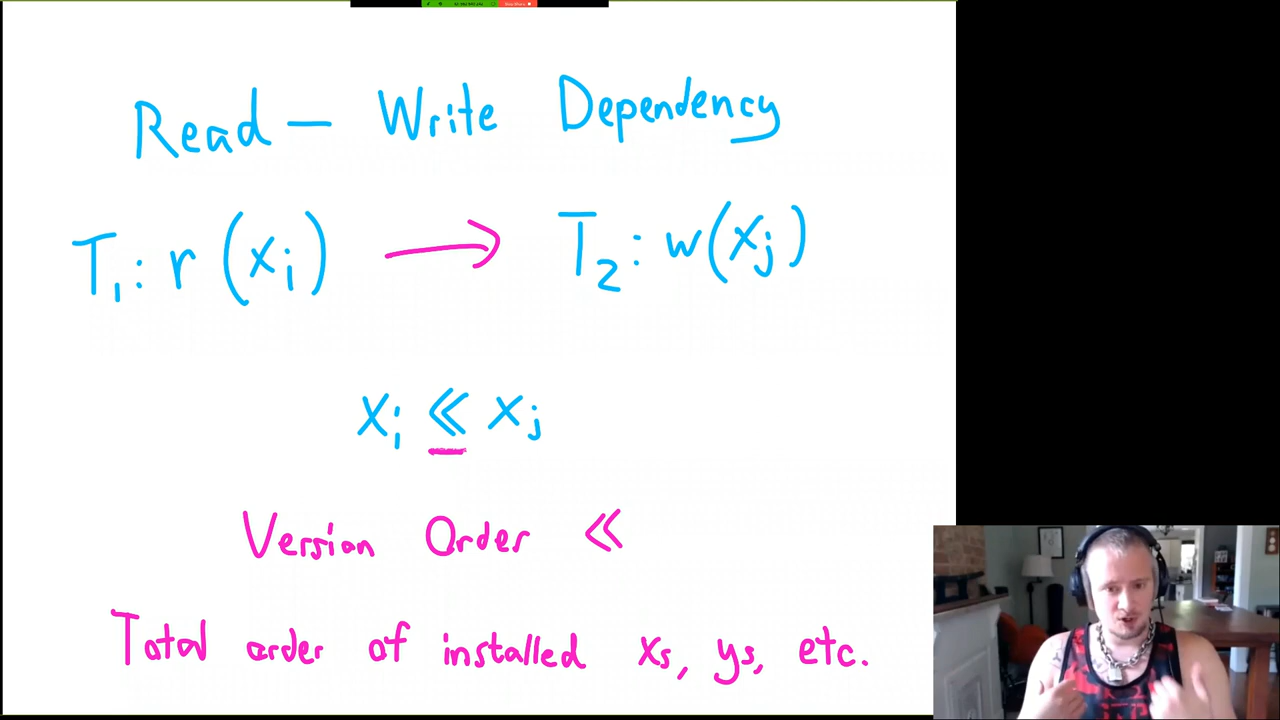 Read — Write Dependency
T₁: r (xᵢ) → T₂: w(xⱼ)
xᵢ ≪ xⱼ
Version Order ≪
Total order of installed xs, ys, etc.